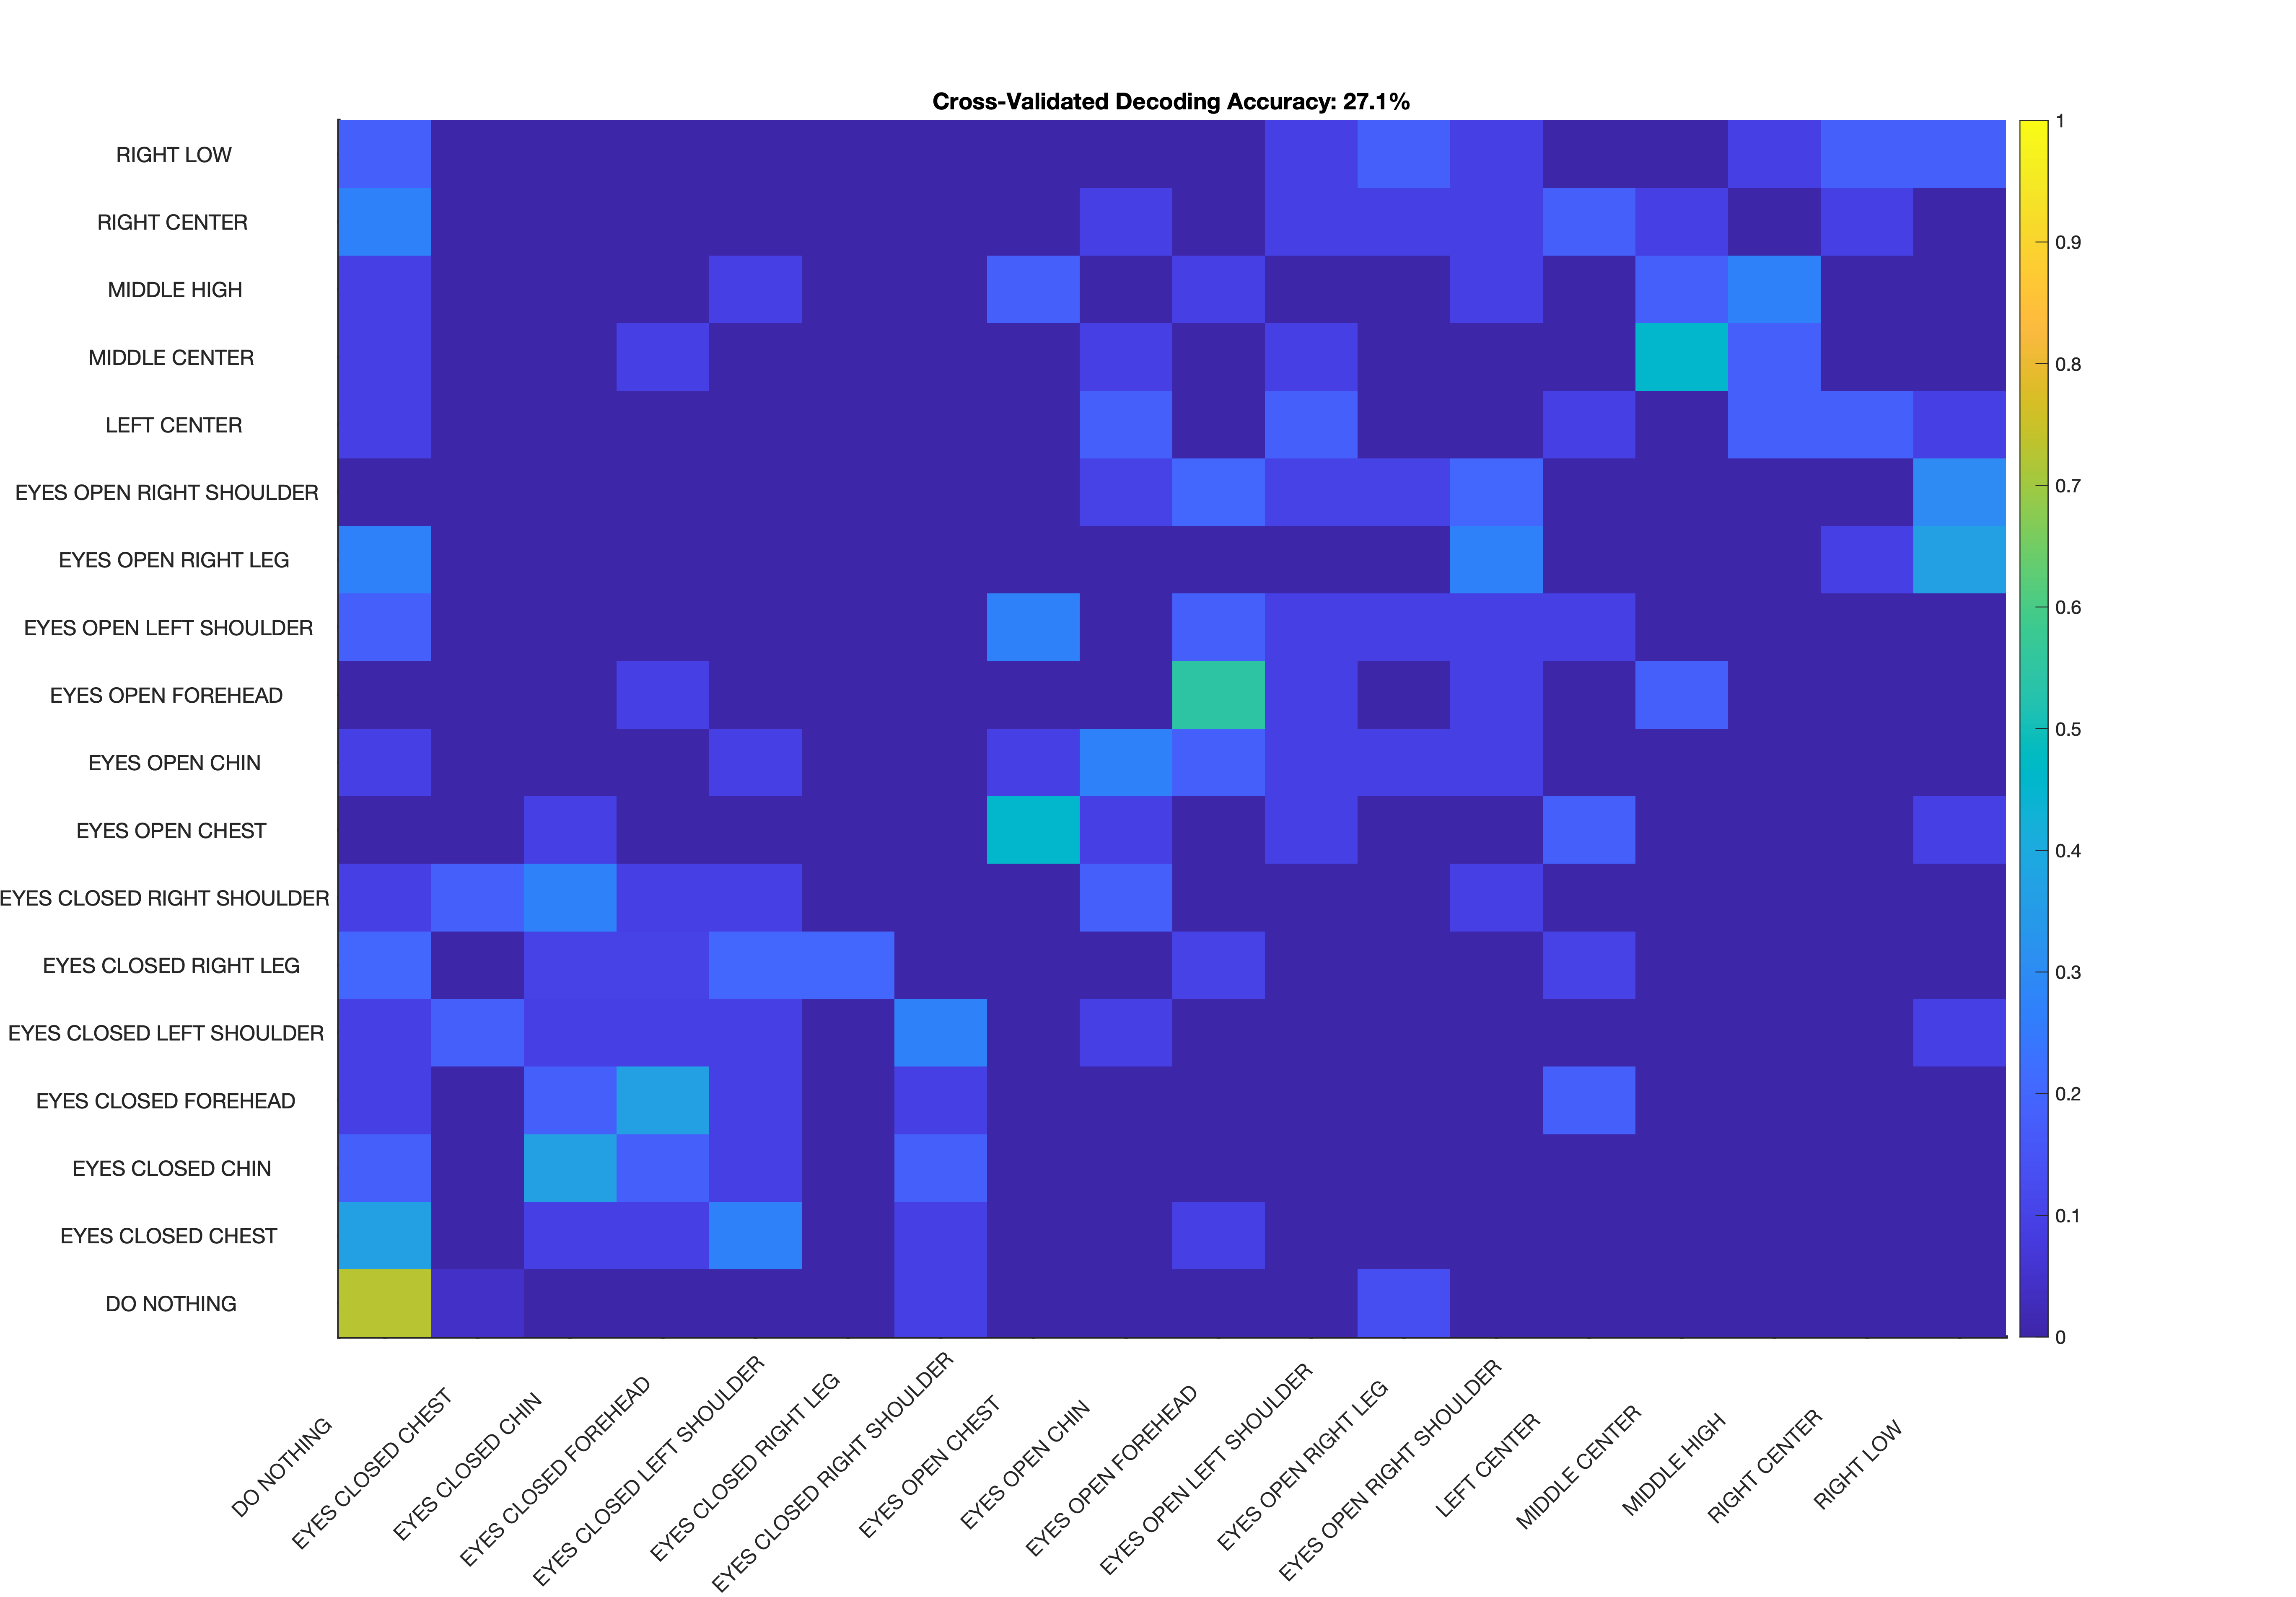 Cross-Validated Decoding Accuracy: 27.1%
RIGHT LOW
RIGHT CENTER
MIDDLE HIGH
MIDDLE CENTER
LEFT CENTER
EYES OPEN RIGHT SHOULDER
EYES OPEN RIGHT LEG
EYES OPEN LEFT SHOULDER
EYES OPEN FOREHEAD
EYES OPEN CHIN
EYES OPEN CHEST
EYES CLOSED RIGHT SHOULDER
EYES CLOSED RIGHT LEG
EYES CLOSED LEFT SHOULDER
EYES CLOSED FOREHEAD
EYES CLOSED CHIN
EYES CLOSED CHEST
DO NOTHING
1
0.9
0.8
0.7
0.6
0.5
0.4
0.3
0.2
0.1
0
DO NOTHING
EYES CLOSED CHEST
EYES CLOSED CHIN
EYES CLOSED FOREHEAD
EYES CLOSED LEFT SHOULDER
EYES CLOSED RIGHT LEG
EYES CLOSED RIGHT SHOULDER
EYES OPEN CHEST
EYES OPEN CHIN
EYES OPEN FOREHEAD
EYES OPEN LEFT SHOULDER
EYES OPEN RIGHT LEG
EYES OPEN RIGHT SHOULDER
LEFT CENTER
MIDDLE CENTER
MIDDLE HIGH
RIGHT CENTER
RIGHT LOW